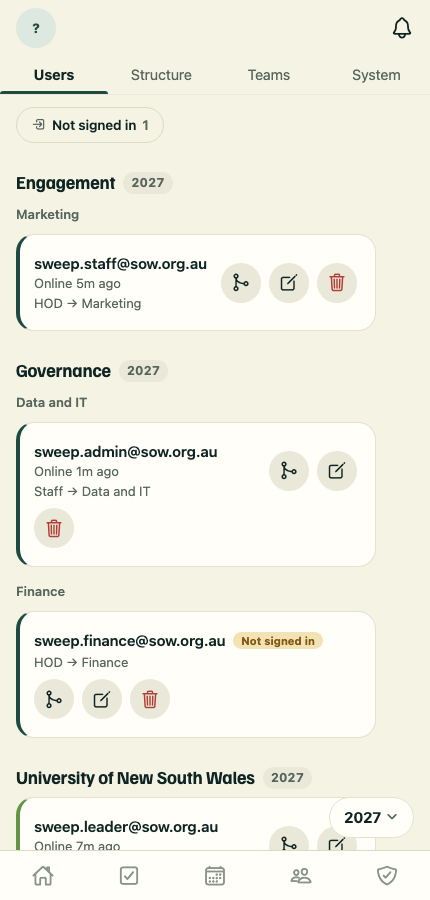 ?
Users Structure Teams System
Not signed in 1
Engagement 2027
Marketing
sweep.staff@sow.org.au
Online 5m ago
HOD → Marketing
Governance 2027
Data and IT
sweep.admin@sow.org.au
Online 1m ago
Staff → Data and IT
Finance
sweep.finance@sow.org.au Not signed in
HOD → Finance
University of New South Wales 2027
sweep.leader@sow.org.au
Online 7m ago
2027